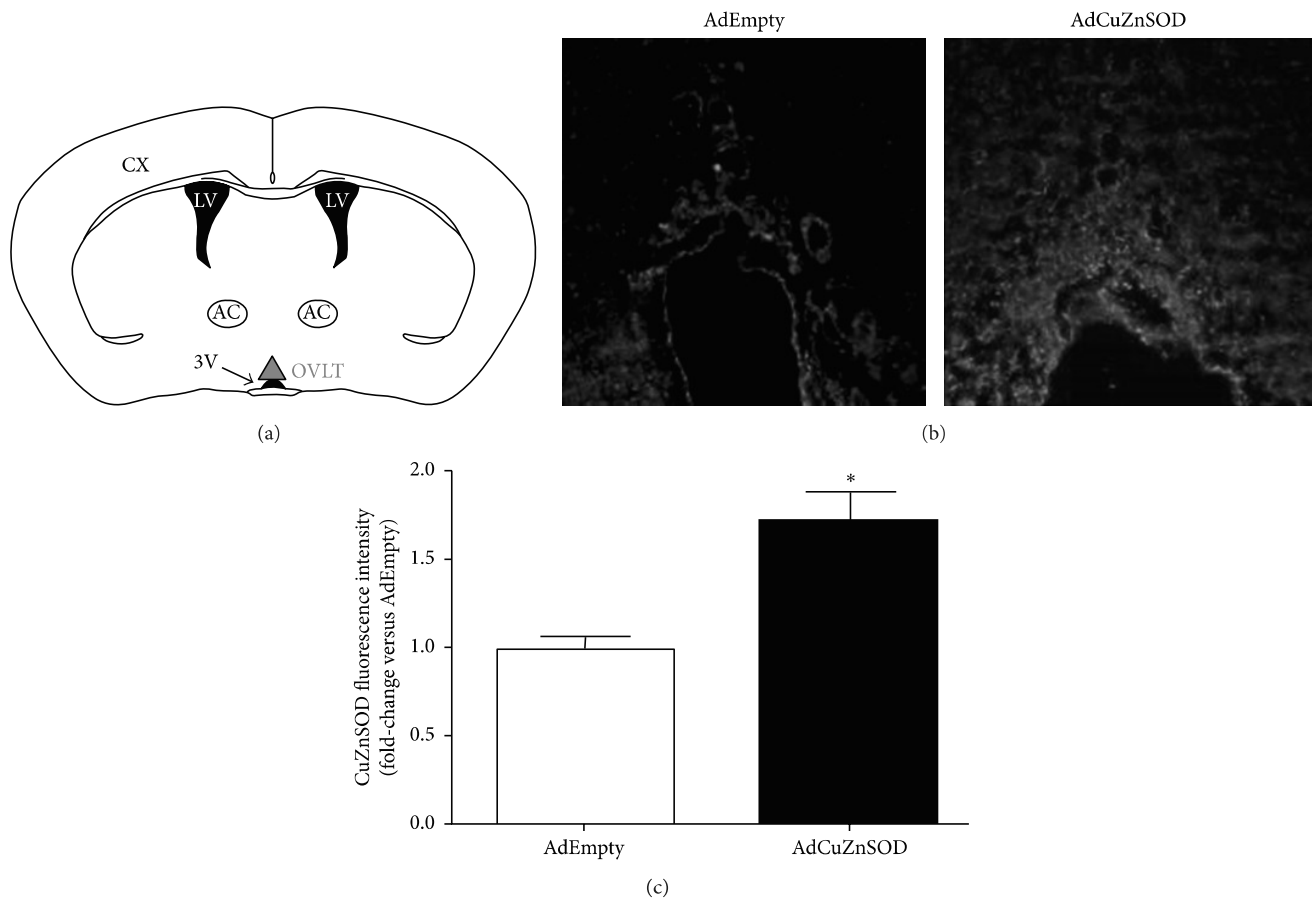 AdEmpty
AdCuZnSOD
CX
LV
LV
AC
AC
3V
OVLT
(a)
(b)
2.0
1.5
1.0
0.5
0.0
CuZnSOD fluorescence intensity
(fold-change versus AdEmpty)
*
AdEmpty
AdCuZnSOD
(c)